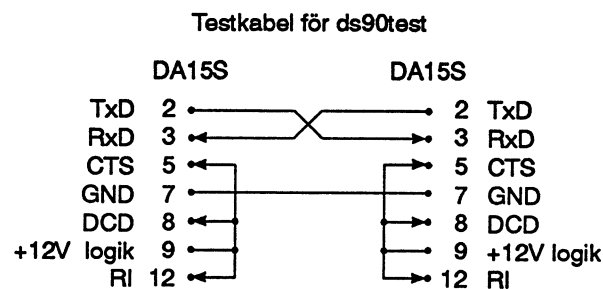 Testkabel för ds90test
DA15S DA15S
TxD 2 2 TxD
RxD 3 3 RxD
CTS 5 5 CTS
GND 7 7 GND
DCD 8 8 DCD
+12V logik 9 9 +12V logik
RI 12 12 RI